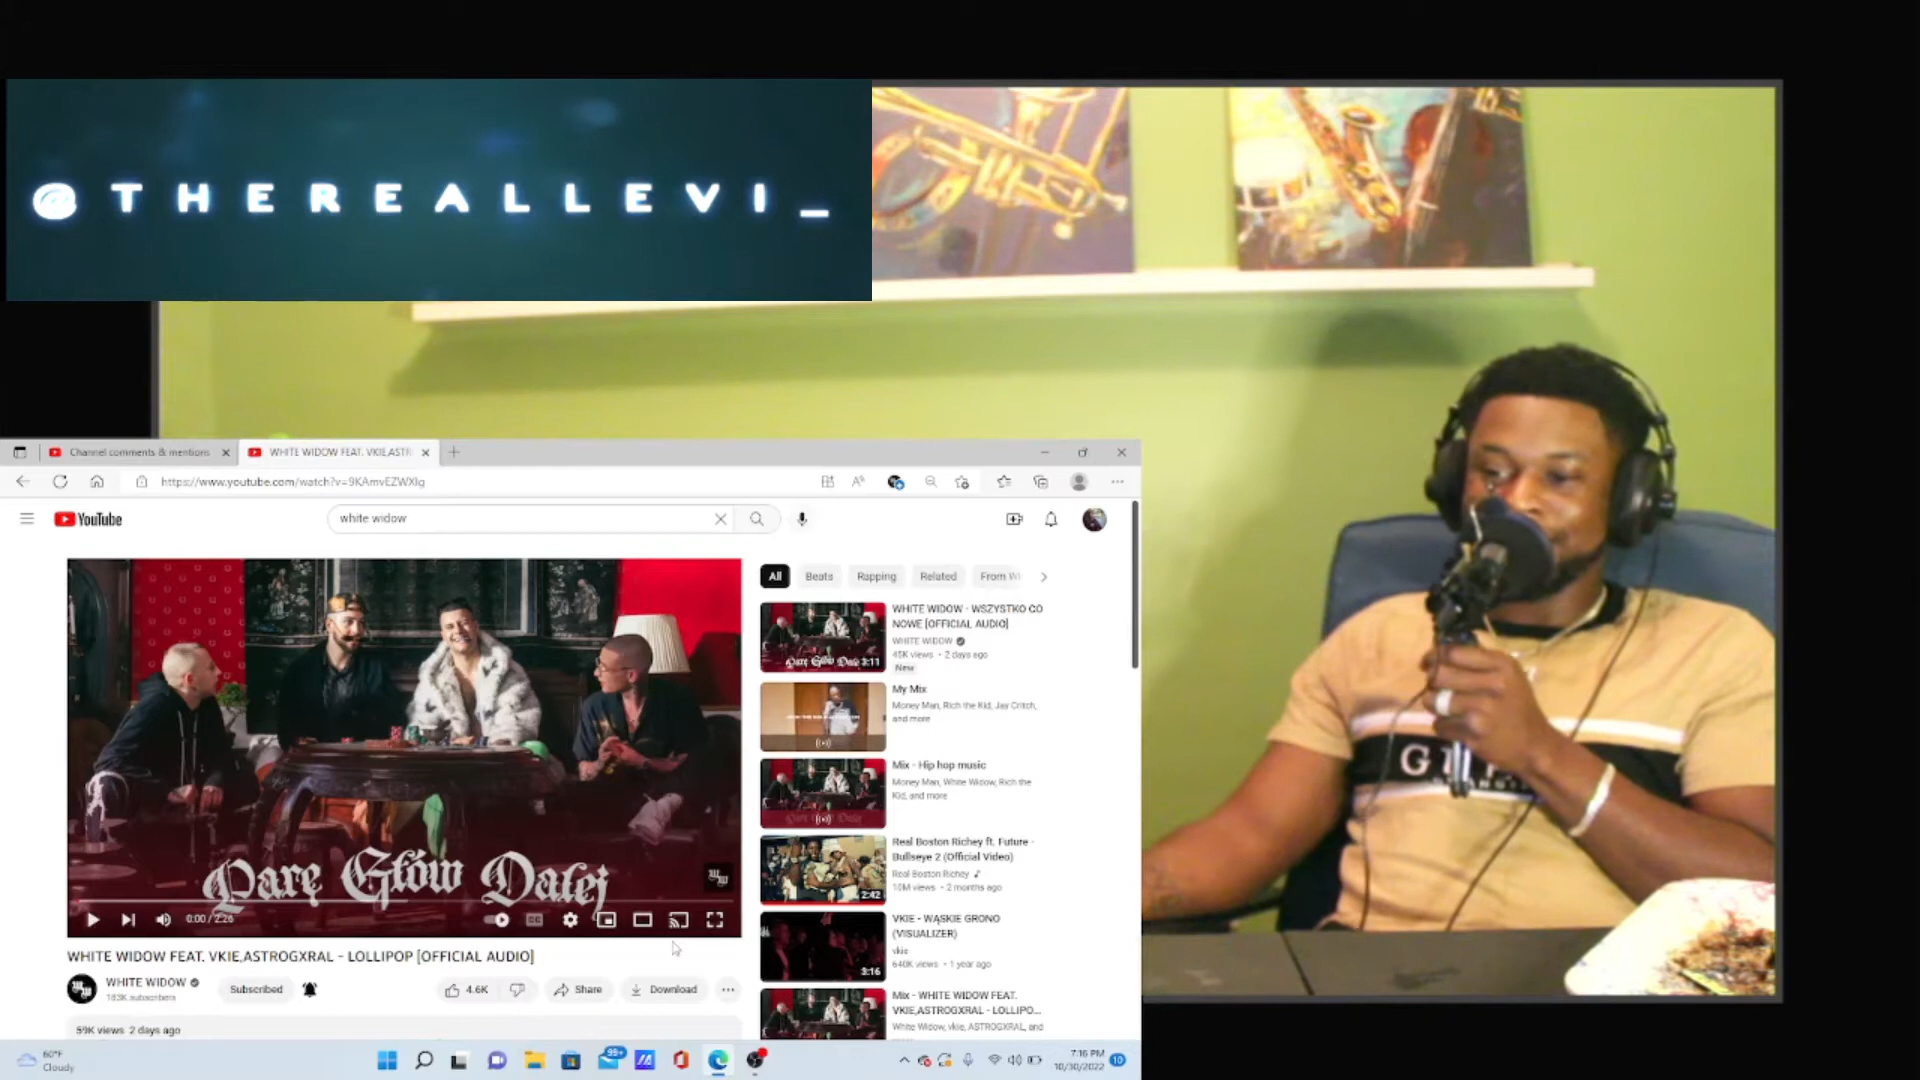 @THEREALLEVI_
Channel comments & mentions
WHITE WIDOW FEAT. VKIE,ASTR
https://www.youtube.com/watch?v=9KAmvEZWXIg
YouTube
white widow
All
Beats
Rapping
Related
From W
Parę Głów Dalej
0:00 / 2:26
WHITE WIDOW FEAT. VKIE,ASTROGXRAL - LOLLIPOP [OFFICIAL AUDIO]
WHITE WIDOW
183K subscribers
Subscribed
4.6K
Share
Download
59K views 2 days ago
Parę Głów Dalej
3:11
WHITE WIDOW - WSZYSTKO CO
NOWE [OFFICIAL AUDIO]
WHITE WIDOW
45K views • 2 days ago
New
My Mix
Money Man, Rich the Kid, Jay Critch,
and more
Mix - Hip hop music
Money Man, White Widow, Rich the
Kid, and more
2:42
Real Boston Richey ft. Future -
Bullseye 2 (Official Video)
Real Boston Richey
10M views • 2 months ago
3:16
VKIE - WĄSKIE GRONO
(VISUALIZER)
vkie
640K views • 1 year ago
Mix - WHITE WIDOW FEAT.
VKIE,ASTROGXRAL - LOLLIPO...
White Widow, vkie, ASTROGXRAL, and
60°F
Cloudy
99+
7:16 PM
10/30/2022
10